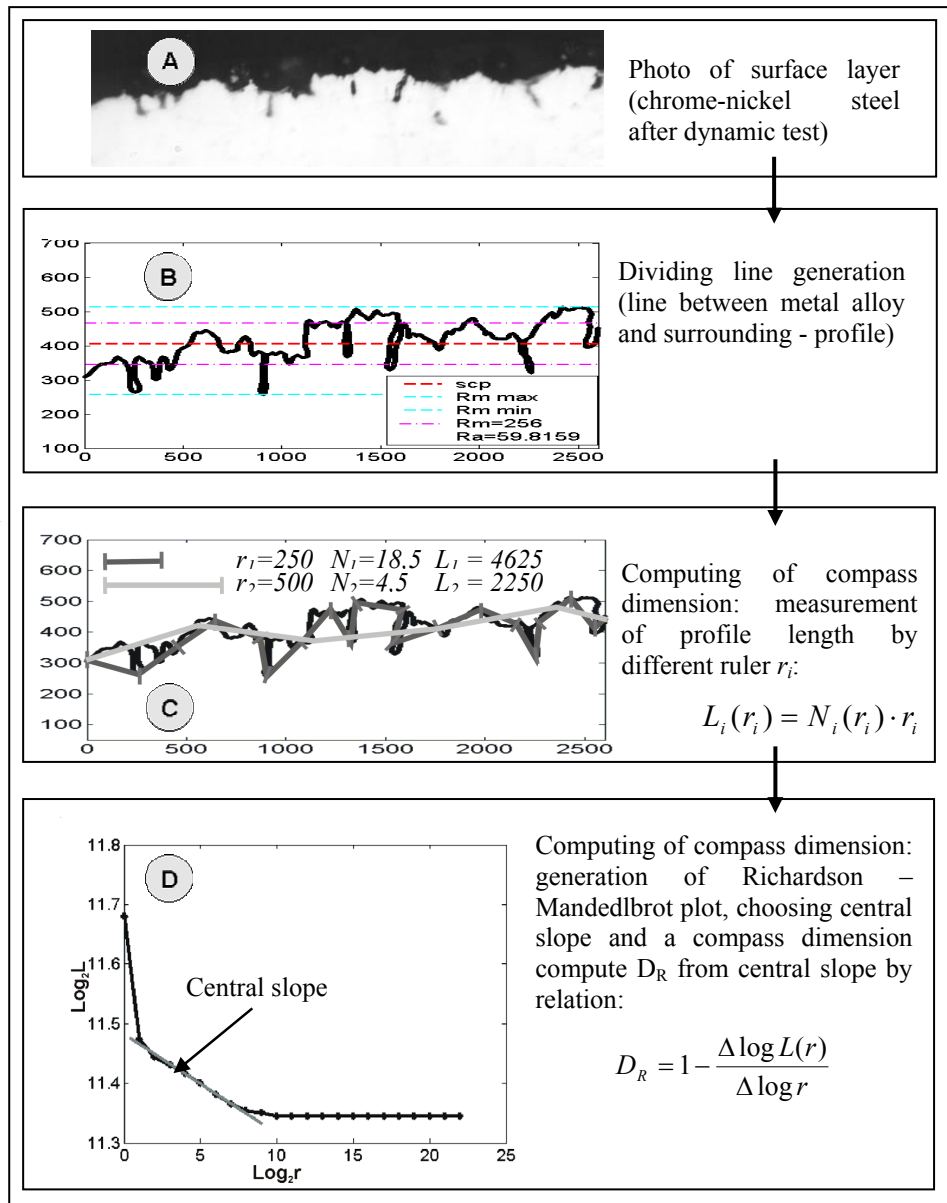 A
Photo of surface layer
(chrome-nickel steel
after dynamic test)
B
Dividing line generation
(line between metal alloy
and surrounding - profile)
700
600
500
400
300
200
100
0 500 1000 1500 2000 2500
scp
Rm max
Rm min
Rm=256
Ra=59.8159
C
r1=250 N1=18.5 L1 = 4625
r2=500 N2=4.5 L2 = 2250
700
600
500
400
300
200
100
0 500 1000 1500 2000 2500
Computing of compass
dimension: measurement
of profile length by
different ruler ri:
Li(ri) = Ni(ri) · ri
D
Central slope
11.8
11.7
11.6
11.5
11.4
11.3
0 5 10 15 20 25
Log2L
Log2r
Computing of compass dimension:
generation of Richardson –
Mandedlbrot plot, choosing central
slope and a compass dimension
compute DR from central slope by
relation:
DR = 1 − Δ log L(r) / Δ log r